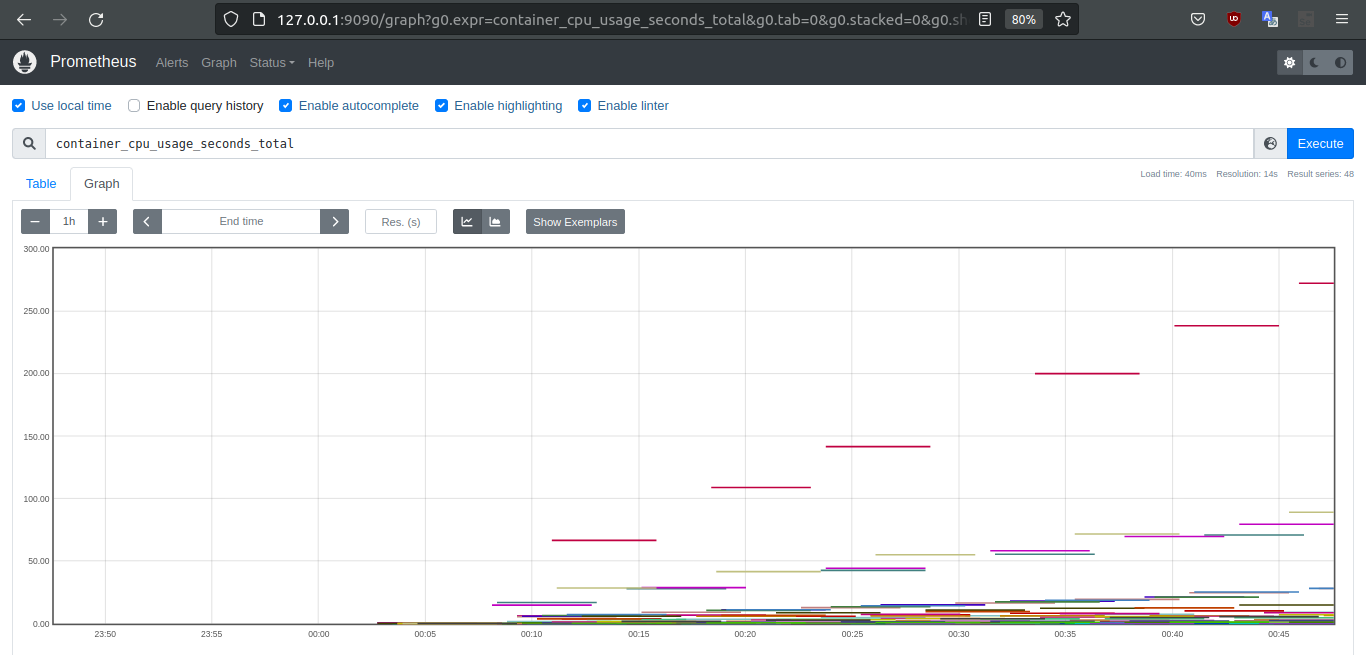 127.0.0.1:9090/graph?g0.expr=container_cpu_usage_seconds_total&g0.tab=0&g0.stacked=0&g0.sh
80%
Prometheus Alerts Graph Status Help
Use local time Enable query history Enable autocomplete Enable highlighting Enable linter
container_cpu_usage_seconds_total Execute
Table Graph Load time: 40ms Resolution: 14s Result series: 48
− 1h + End time Res. (s) Show Exemplars
300.00
250.00
200.00
150.00
100.00
50.00
0.00
23:50 23:55 00:00 00:05 00:10 00:15 00:20 00:25 00:30 00:35 00:40 00:45